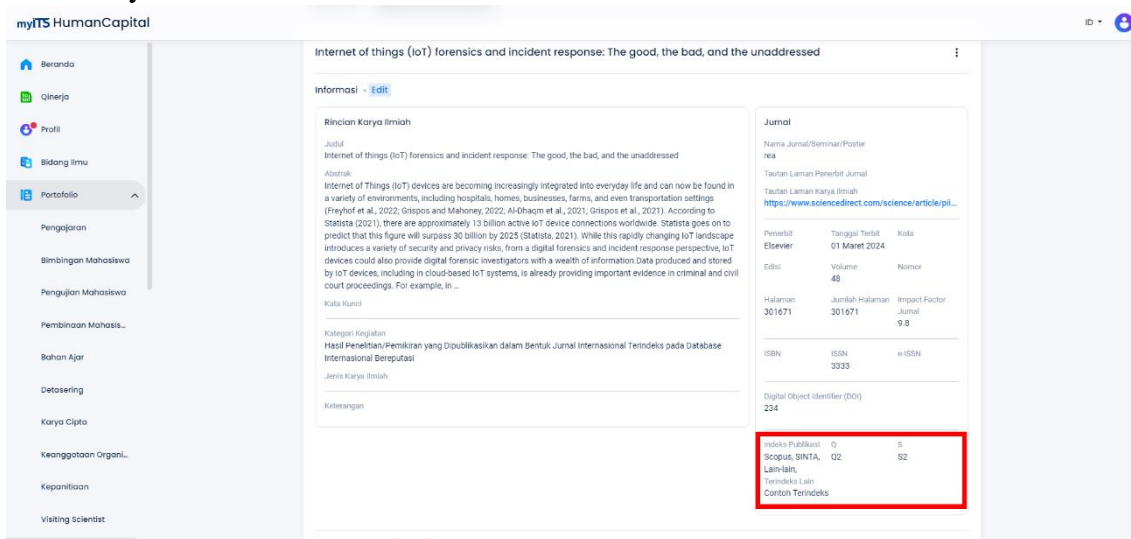 myITS HumanCapital
ID
Beranda
Qinerja
Profil
Bidang Ilmu
Portofolio
Pengajaran
Bimbingan Mahasiswa
Pengujian Mahasiswa
Pembinaan Mahasis...
Bahan Ajar
Detasering
Karya Cipta
Keanggotaan Organi...
Kepanitiaan
Visiting Scientist
Internet of things (IoT) forensics and incident response: The good, the bad, and the unaddressed
Informasi - Edit
Rincian Karya Ilmiah
Judul
Internet of things (IoT) forensics and incident response: The good, the bad, and the unaddressed
Abstrak
Internet of Things (IoT) devices are becoming increasingly integrated into everyday life and can now be found in
a variety of environments, including hospitals, homes, businesses, farms, and even transportation settings
(Freyhof et al., 2022; Grispos and Mahoney, 2022; Al-Dhaqm et al., 2021; Grispos et al., 2021). According to
Statista (2021), there are approximately 13 billion active IoT device connections worldwide. Statista goes on to
predict that this figure will surpass 30 billion by 2025 (Statista, 2021). While this rapidly changing IoT landscape
introduces a variety of security and privacy risks, from a digital forensics and incident response perspective, IoT
devices could also provide digital forensic investigators with a wealth of information.Data produced and stored
by IoT devices, including in cloud-based IoT systems, is already providing important evidence in criminal and civil
court proceedings. For example, in ...
Kata Kunci
Kategori Kegiatan
Hasil Penelitian/Pemikiran yang Dipublikasikan dalam Bentuk Jurnal Internasional Terindeks pada Database
Internasional Bereputasi
Jenis Karya Ilmiah
Keterangan
Jurnal
Nama Jurnal/Seminar/Poster
rea
Tautan Laman Penerbit Jurnal
Tautan Laman Karya Ilmiah
https://www.sciencedirect.com/science/article/pii...
Penerbit Tanggal Terbit Kota
Elsevier 01 Maret 2024
Edisi Volume Nomor
48
Halaman Jumlah Halaman Impact Factor
301671 301671 Jurnal
9.8
ISBN ISSN e-ISSN
3333
Digital Object Identifier (DOI)
234
Indeks Publikasi Q S
Scopus, SINTA, Q2 S2
Lain-lain,
Terindeks Lain
Contoh Terindeks